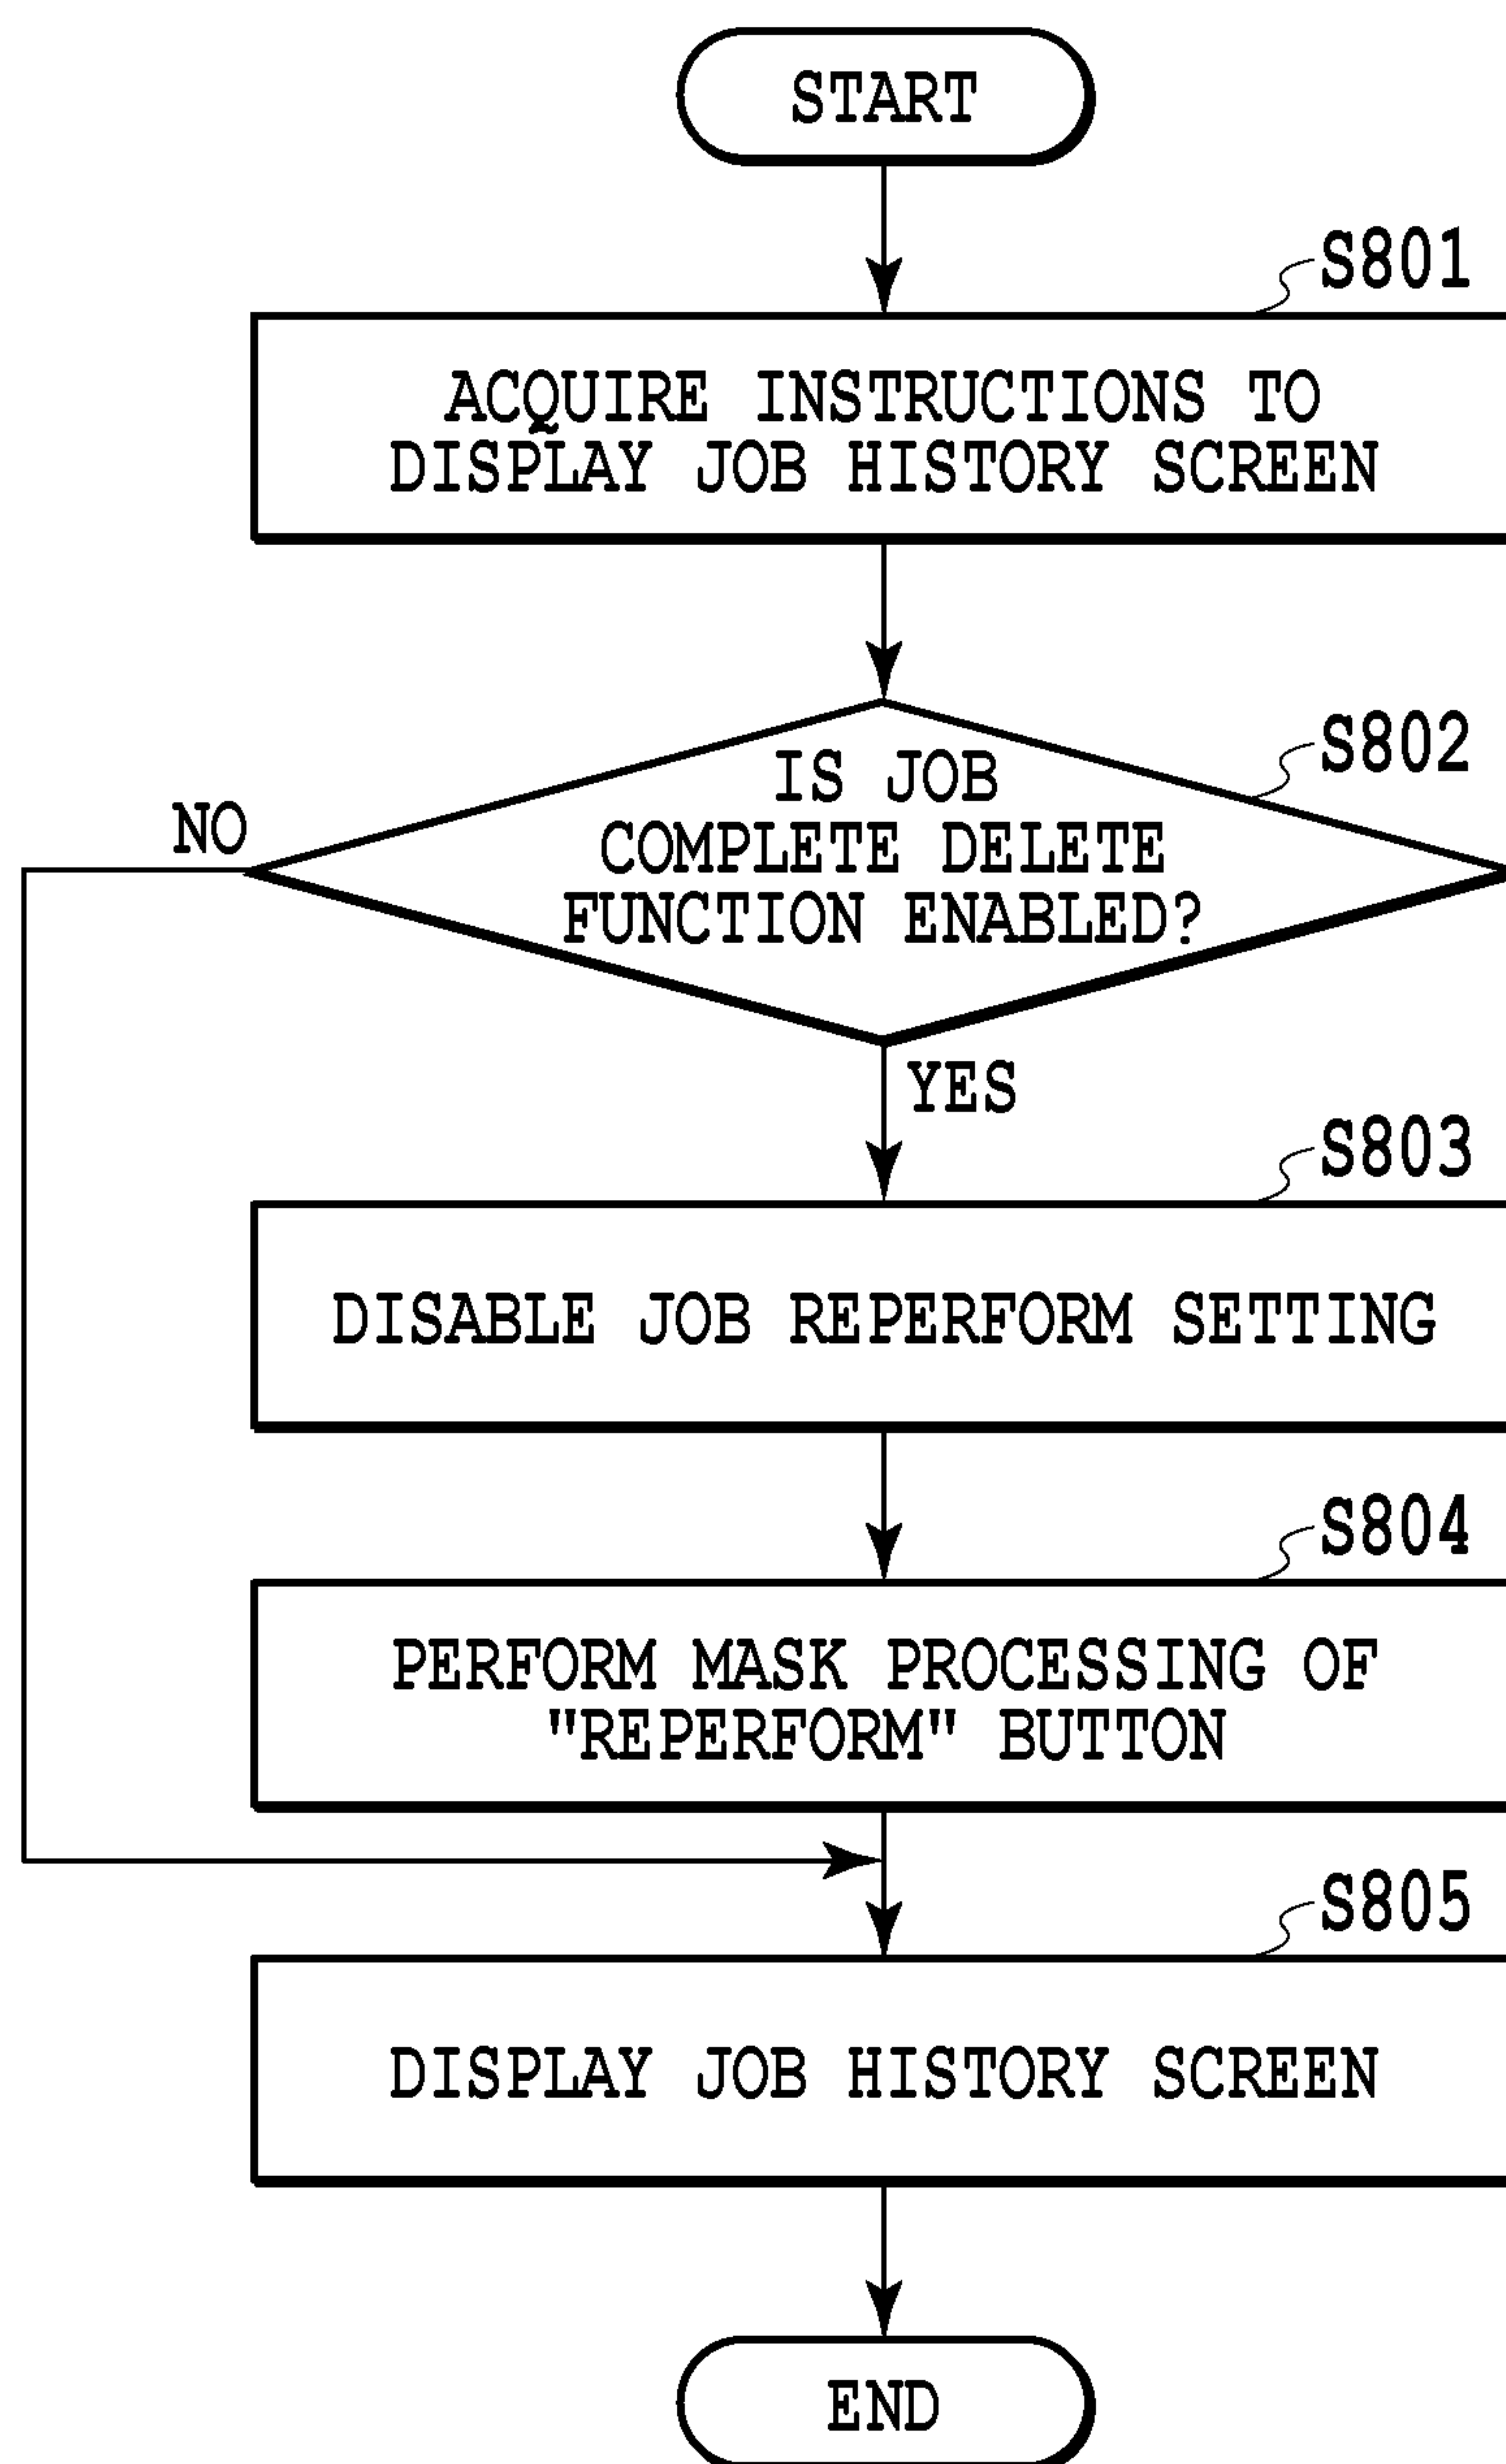 START
S801
ACQUIRE INSTRUCTIONS TO
DISPLAY JOB HISTORY SCREEN
S802
IS JOB
COMPLETE DELETE
FUNCTION ENABLED?
NO
YES
S803
DISABLE JOB REPERFORM SETTING
S804
PERFORM MASK PROCESSING OF
"REPERFORM" BUTTON
S805
DISPLAY JOB HISTORY SCREEN
END